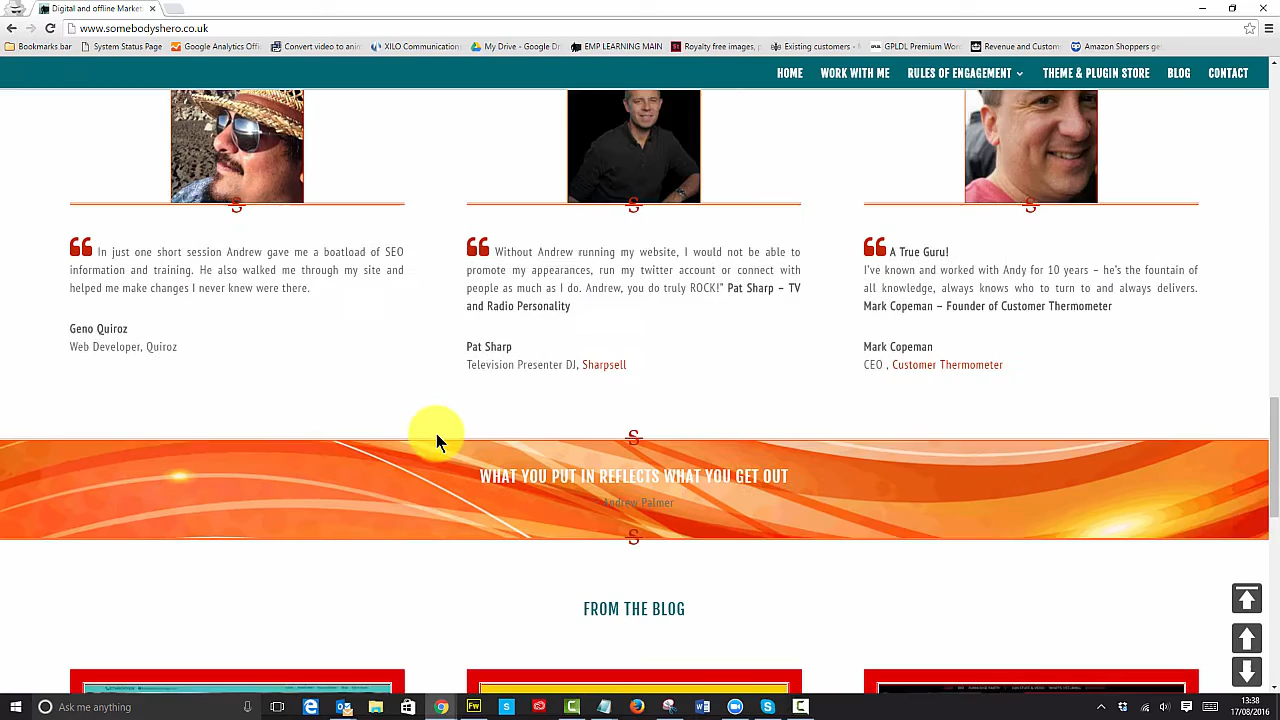 Digital and offline Market
www.somebodyshero.co.uk
Bookmarks bar
System Status Page
Google Analytics Offi
Convert video to anim
XILO Communication
My Drive - Google Dr
EMP LEARNING MAIN
Royalty free images, p
Existing customers - m
GPLDL Premium Word
Revenue and Custom
Amazon Shoppers ge
HOME WORK WITH ME RULES OF ENGAGEMENT THEME & PLUGIN STORE BLOG CONTACT
In just one short session Andrew gave me a boatload of SEO
information and training. He also walked me through my site and
helped me make changes I never knew were there.
Geno Quiroz
Web Developer, Quiroz
Without Andrew running my website, I would not be able to
promote my appearances, run my twitter account or connect with
people as much as I do. Andrew, you do truly ROCK!” Pat Sharp – TV
and Radio Personality
Pat Sharp
Television Presenter DJ, Sharpsell
A True Guru!
I’ve known and worked with Andy for 10 years – he’s the fountain of
all knowledge, always knows who to turn to and always delivers.
Mark Copeman – Founder of Customer Thermometer
Mark Copeman
CEO , Customer Thermometer
WHAT YOU PUT IN REFLECTS WHAT YOU GET OUT
Andrew Palmer
FROM THE BLOG
Ask me anything
13:38
17/08/2016